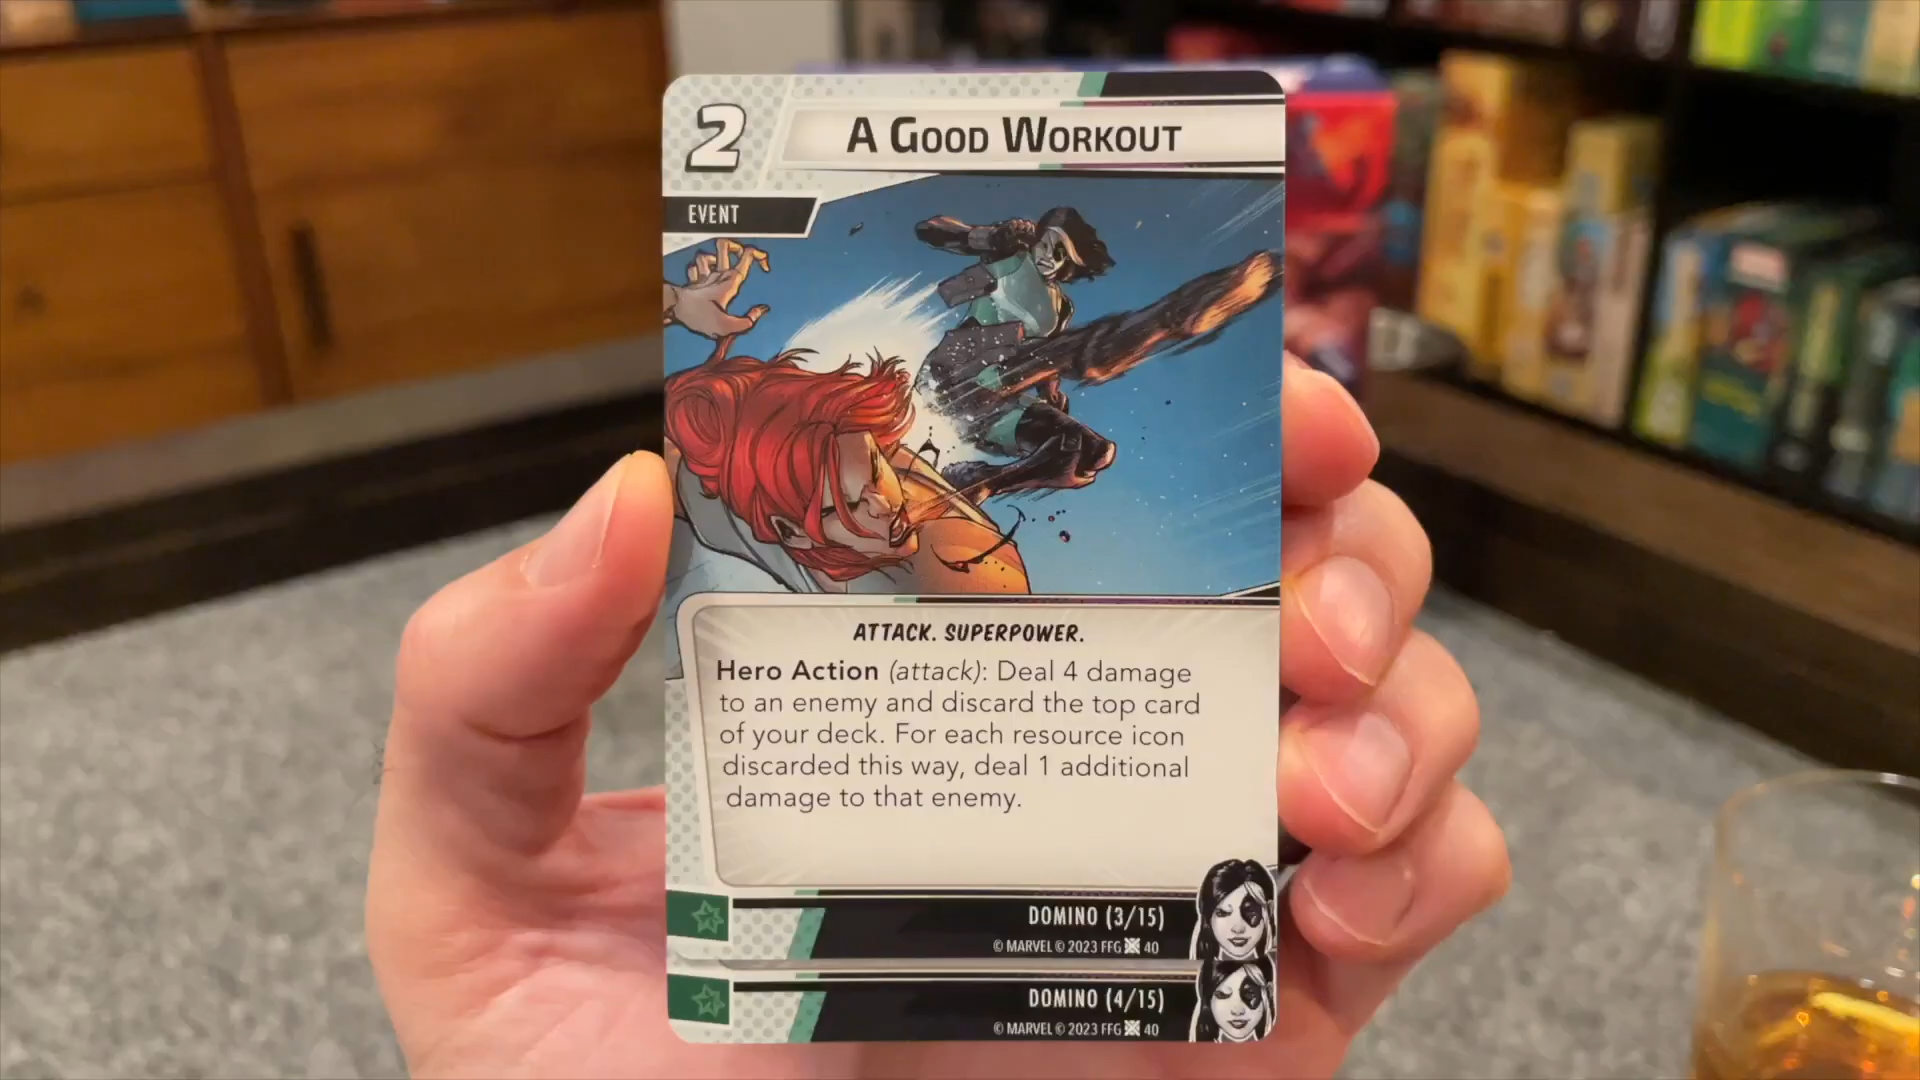 2
A GOOD WORKOUT
EVENT
ATTACK. SUPERPOWER.
Hero Action (attack): Deal 4 damage
to an enemy and discard the top card
of your deck. For each resource icon
discarded this way, deal 1 additional
damage to that enemy.
DOMINO (3/15)
© MARVEL © 2023 FFG 40
DOMINO (4/15)
© MARVEL © 2023 FFG 40